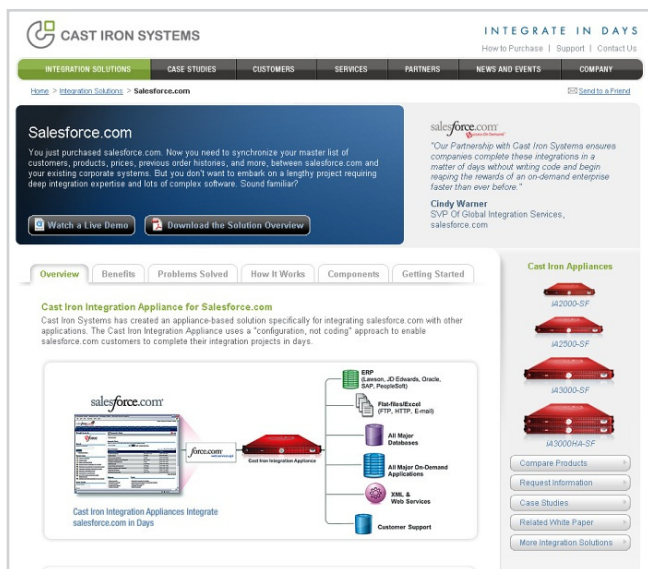 CAST IRON SYSTEMS
INTEGRATE IN DAYS
How to Purchase | Support | Contact Us
INTEGRATION SOLUTIONS CASE STUDIES CUSTOMERS SERVICES PARTNERS NEWS AND EVENTS COMPANY
Home > Integration Solutions > Salesforce.com
Send to a Friend
Salesforce.com
You just purchased salesforce.com. Now you need to synchronize your master list of
customers, products, prices, previous order histories, and more, between salesforce.com and
your existing corporate systems. But you don't want to embark on a lengthy project requiring
deep integration expertise and lots of complex software. Sound familiar?
Watch a Live Demo
Download the Solution Overview
salesforce.com
"Our Partnership with Cast Iron Systems ensures
companies complete these integrations in a
matter of days without writing code and begin
reaping the rewards of an on-demand enterprise
faster than ever before."
Cindy Warner
SVP Of Global Integration Services,
salesforce.com
Overview Benefits Problems Solved How It Works Components Getting Started
Cast Iron Integration Appliance for Salesforce.com
Cast Iron Systems has created an appliance-based solution specifically for integrating salesforce.com with other
applications. The Cast Iron Integration Appliance uses a "configuration, not coding" approach to enable
salesforce.com customers to complete their integration projects in days.
salesforce.com
force.com
Cast Iron Integration Appliance
ERP
(Lawson, JD Edwards, Oracle,
SAP, PeopleSoft)
Flat-files/Excel
(FTP, HTTP, E-mail)
All Major
Databases
All Major On-Demand
Applications
XML &
Web Services
Customer Support
Cast Iron Integration Appliances Integrate
salesforce.com in Days
Cast Iron Appliances
iA2000-SF
iA2500-SF
iA3000-SF
iA3000HA-SF
Compare Products
Request Information
Case Studies
Related White Paper
More Integration Solutions